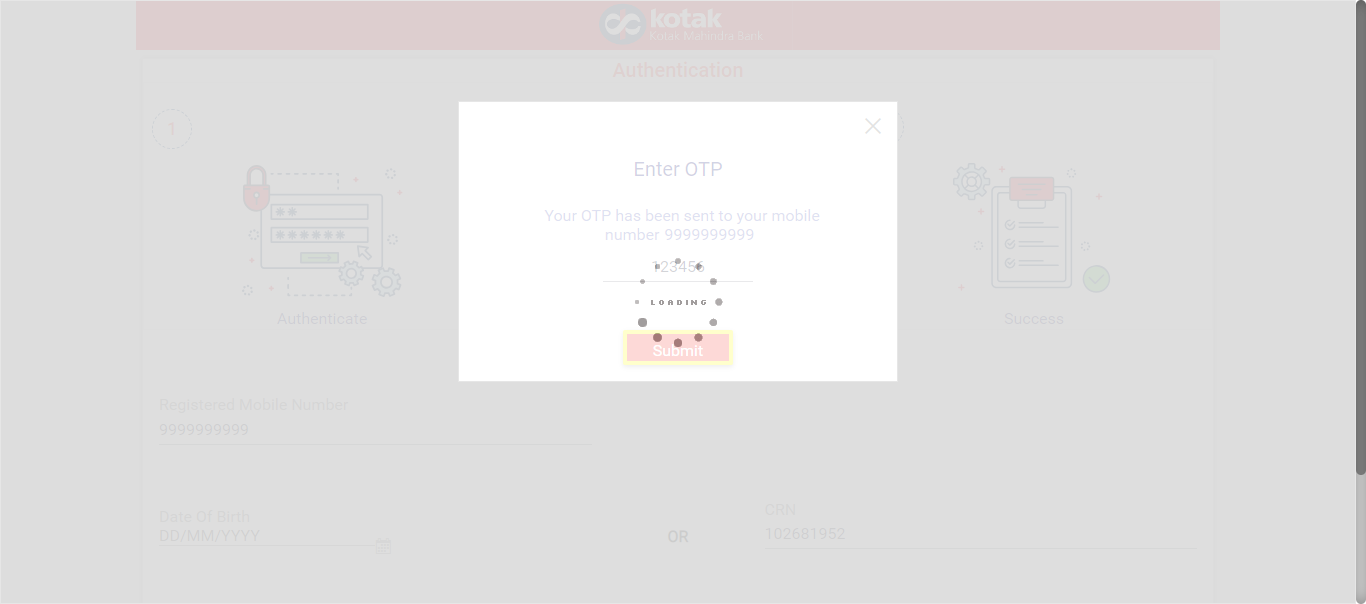 kotak
Kotak Mahindra Bank
Authentication
1
Enter OTP
Your OTP has been sent to your mobile
number 9999999999
123456
LOADING
Submit
Authenticate
Success
Registered Mobile Number
9999999999
Date Of Birth
DD/MM/YYYY
OR
CRN
102681952